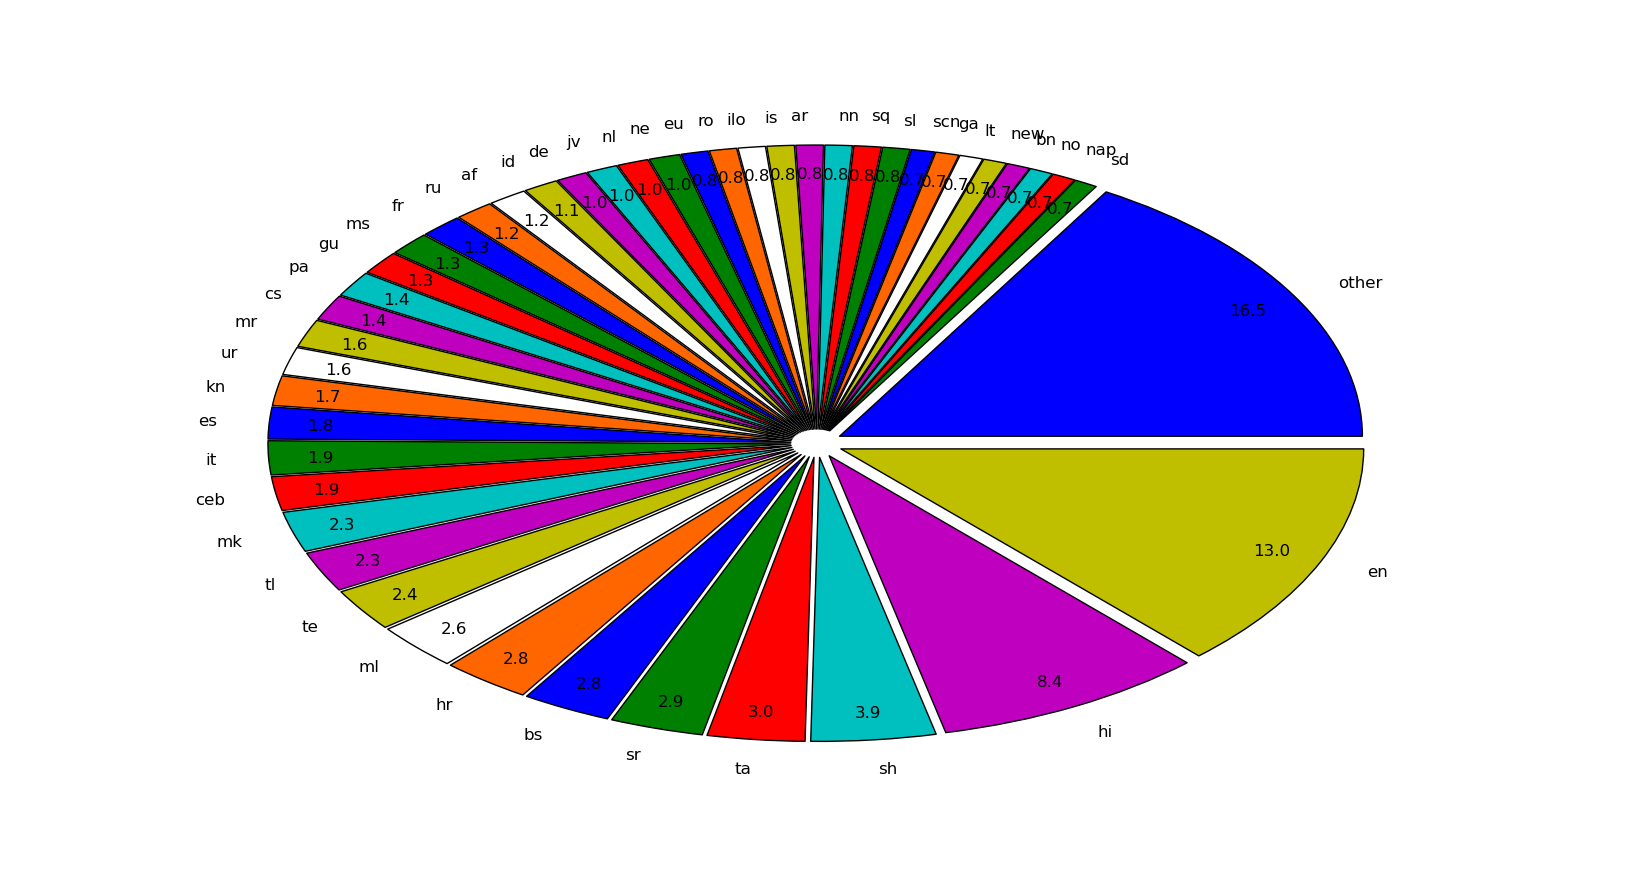 other
16.5
sd
0.7
nap
0.7
no
0.7
bn
0.7
new
0.7
lt
0.7
ga
0.7
scn
0.7
sl
0.8
sq
0.8
nn
0.8
ar
0.8
is
0.8
ilo
0.8
ro
0.8
eu
0.8
ne
1.0
nl
1.0
jv
1.0
de
1.0
id
1.1
af
1.2
ru
1.2
fr
1.3
ms
1.3
gu
1.3
pa
1.4
cs
1.4
mr
1.6
ur
1.6
kn
1.7
es
1.8
it
1.9
ceb
1.9
mk
2.3
tl
2.3
te
2.4
ml
2.6
hr
2.8
bs
2.8
sr
2.9
ta
3.0
sh
3.9
hi
8.4
en
13.0